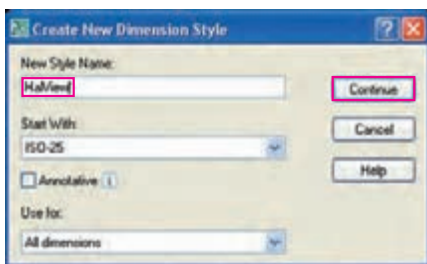 Create New Dimension Style
New Style Name:
HalView
Continue
Start With:
ISO-25
Cancel
Annotative
Help
Use for:
All dimensions